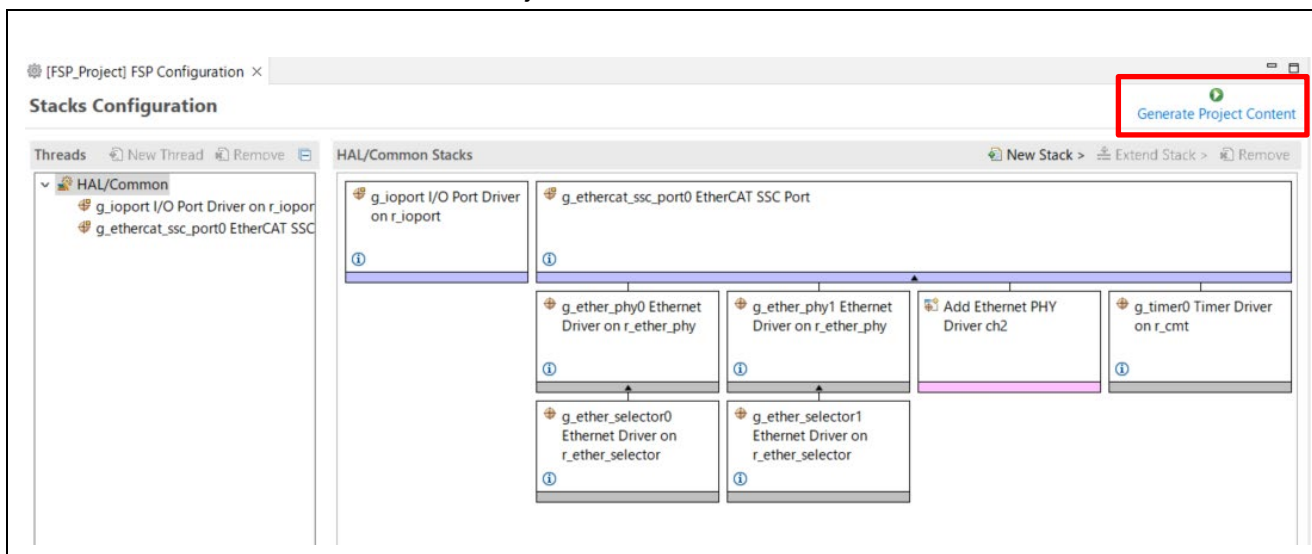 [FSP_Project] FSP Configuration ×
Stacks Configuration
Generate Project Content
Threads New Thread Remove
HAL/Common
g_ioport I/O Port Driver on r_iopor
g_ethercat_ssc_port0 EtherCAT SSC
HAL/Common Stacks
New Stack > Extend Stack > Remove
g_ioport I/O Port Driver
on r_ioport
g_ethercat_ssc_port0 EtherCAT SSC Port
g_ether_phy0 Ethernet
Driver on r_ether_phy
g_ether_phy1 Ethernet
Driver on r_ether_phy
Add Ethernet PHY
Driver ch2
g_timer0 Timer Driver
on r_cmt
g_ether_selector0
Ethernet Driver on
r_ether_selector
g_ether_selector1
Ethernet Driver on
r_ether_selector